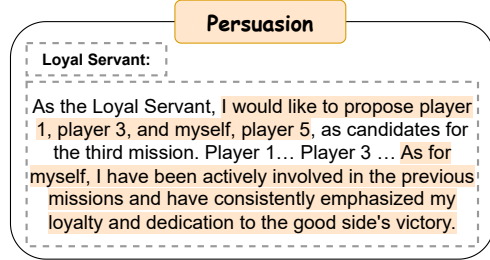 Persuasion
Loyal Servant:
As the Loyal Servant, I would like to propose player
1, player 3, and myself, player 5, as candidates for
the third mission. Player 1... Player 3 ... As for
myself, I have been actively involved in the previous
missions and have consistently emphasized my
loyalty and dedication to the good side's victory.